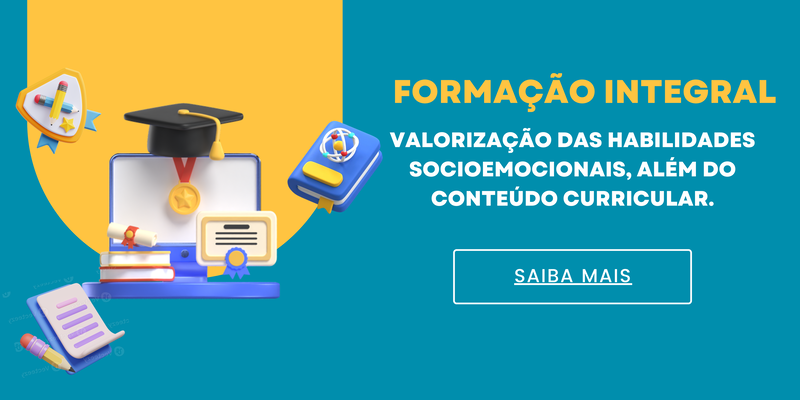 FORMAÇÃO INTEGRAL
VALORIZAÇÃO DAS HABILIDADES
SOCIOEMOCIONAIS, ALÉM DO
CONTEÚDO CURRICULAR.
SAIBA MAIS